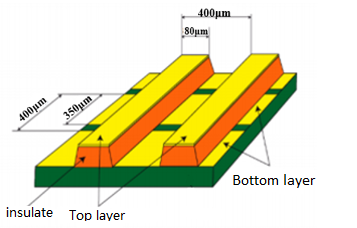 400μm
80μm
400μm
350μm
Bottom layer
insulate
Top layer